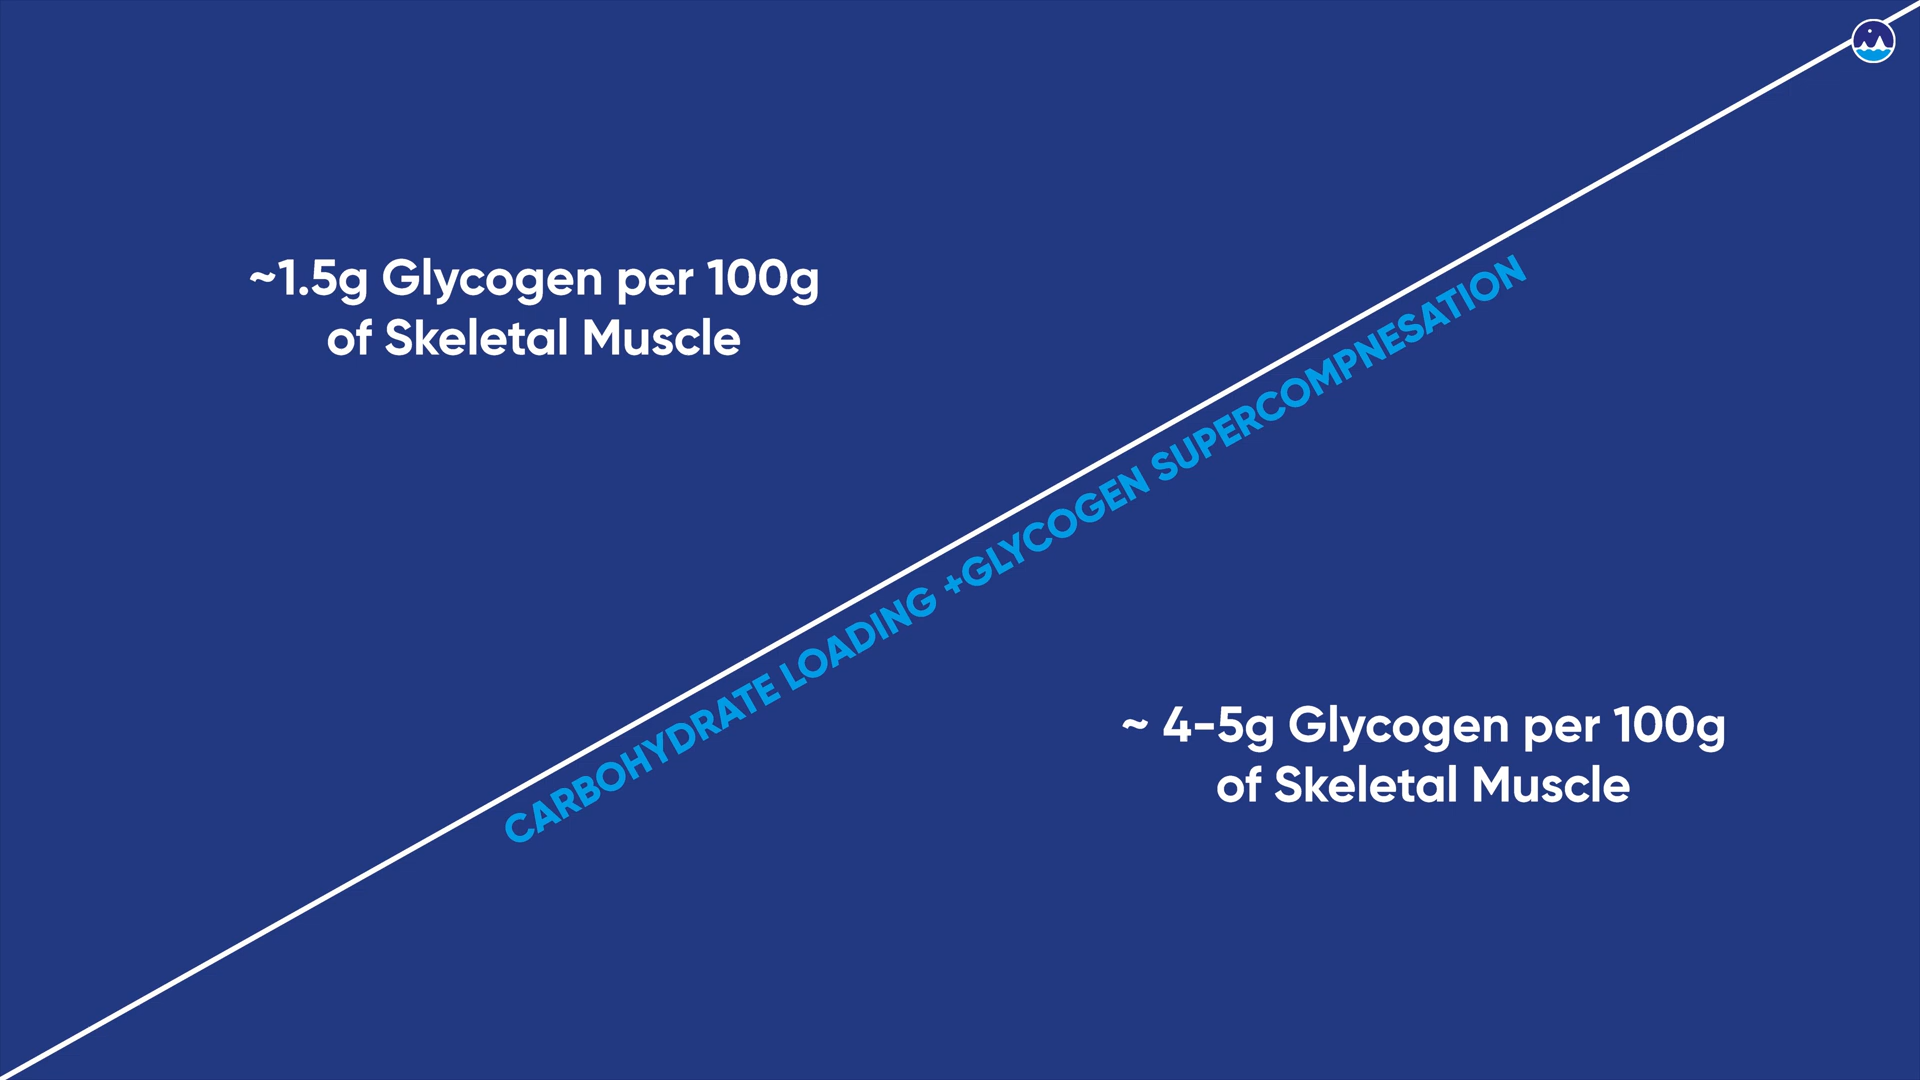 ~1.5g Glycogen per 100g
of Skeletal Muscle
CARBOHYDRATE LOADING +GLYCOGEN SUPERCOMPNESATION
~ 4-5g Glycogen per 100g
of Skeletal Muscle